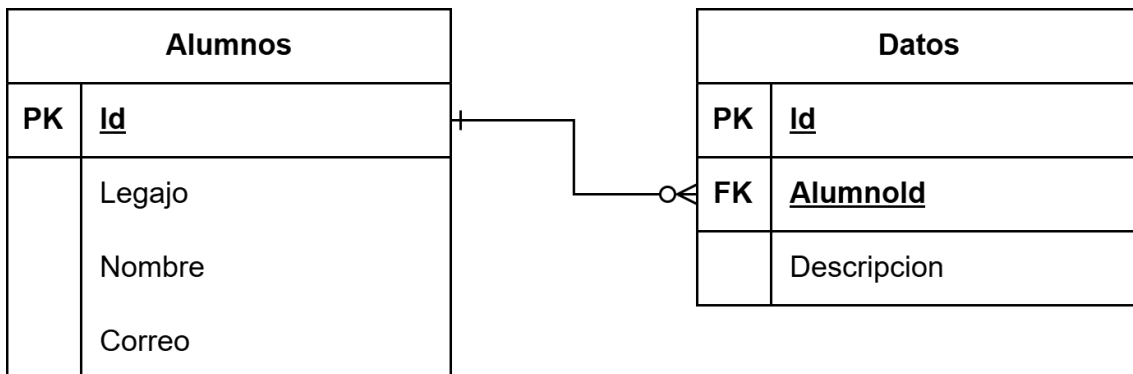 Alumnos
PK Id
Legajo
Nombre
Correo
Datos
PK Id
FK AlumnoId
Descripcion